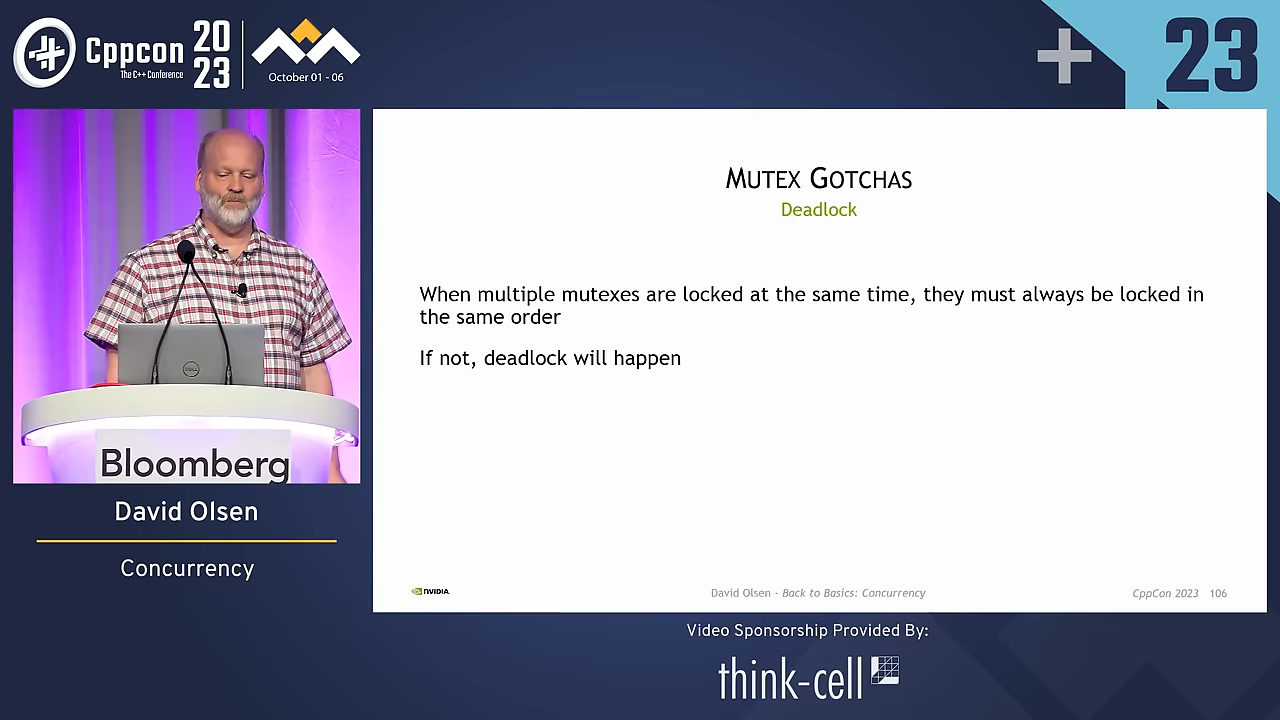 Cppcon
The C++ Conference
20
23
October 01 - 06
23
MUTEX GOTCHAS
Deadlock
When multiple mutexes are locked at the same time, they must always be locked in
the same order
If not, deadlock will happen
DELL
Bloomberg
David Olsen
Concurrency
NVIDIA.
David Olsen - Back to Basics: Concurrency
CppCon 2023 106
Video Sponsorship Provided By:
think-cell